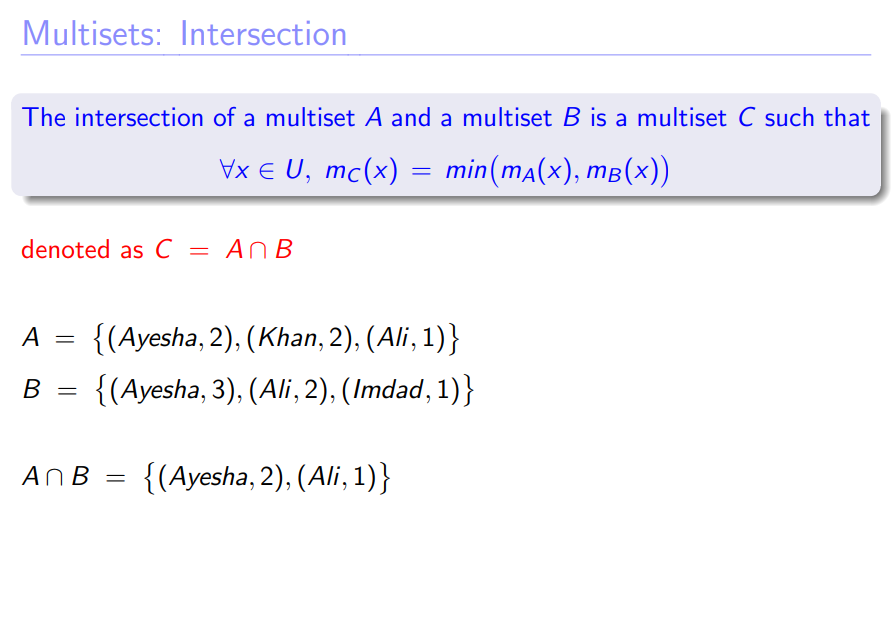 Multisets: Intersection
The intersection of a multiset A and a multiset B is a multiset C such that
∀x ∈ U, m_C(x) = min(m_A(x), m_B(x))
denoted as C = A ∩ B
A = {(Ayesha, 2), (Khan, 2), (Ali, 1)}
B = {(Ayesha, 3), (Ali, 2), (Imdad, 1)}
A ∩ B = {(Ayesha, 2), (Ali, 1)}